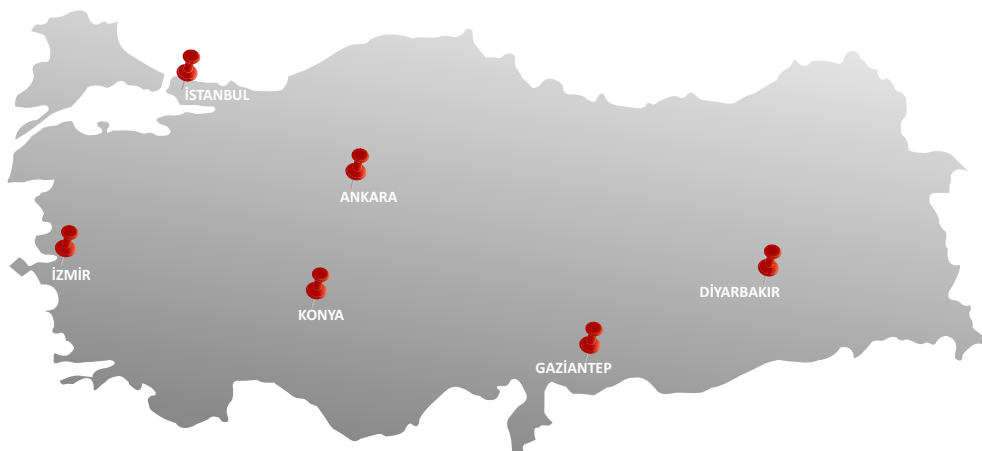 İSTANBUL
ANKARA
İZMİR
DİYARBAKIR
KONYA
GAZİANTEP